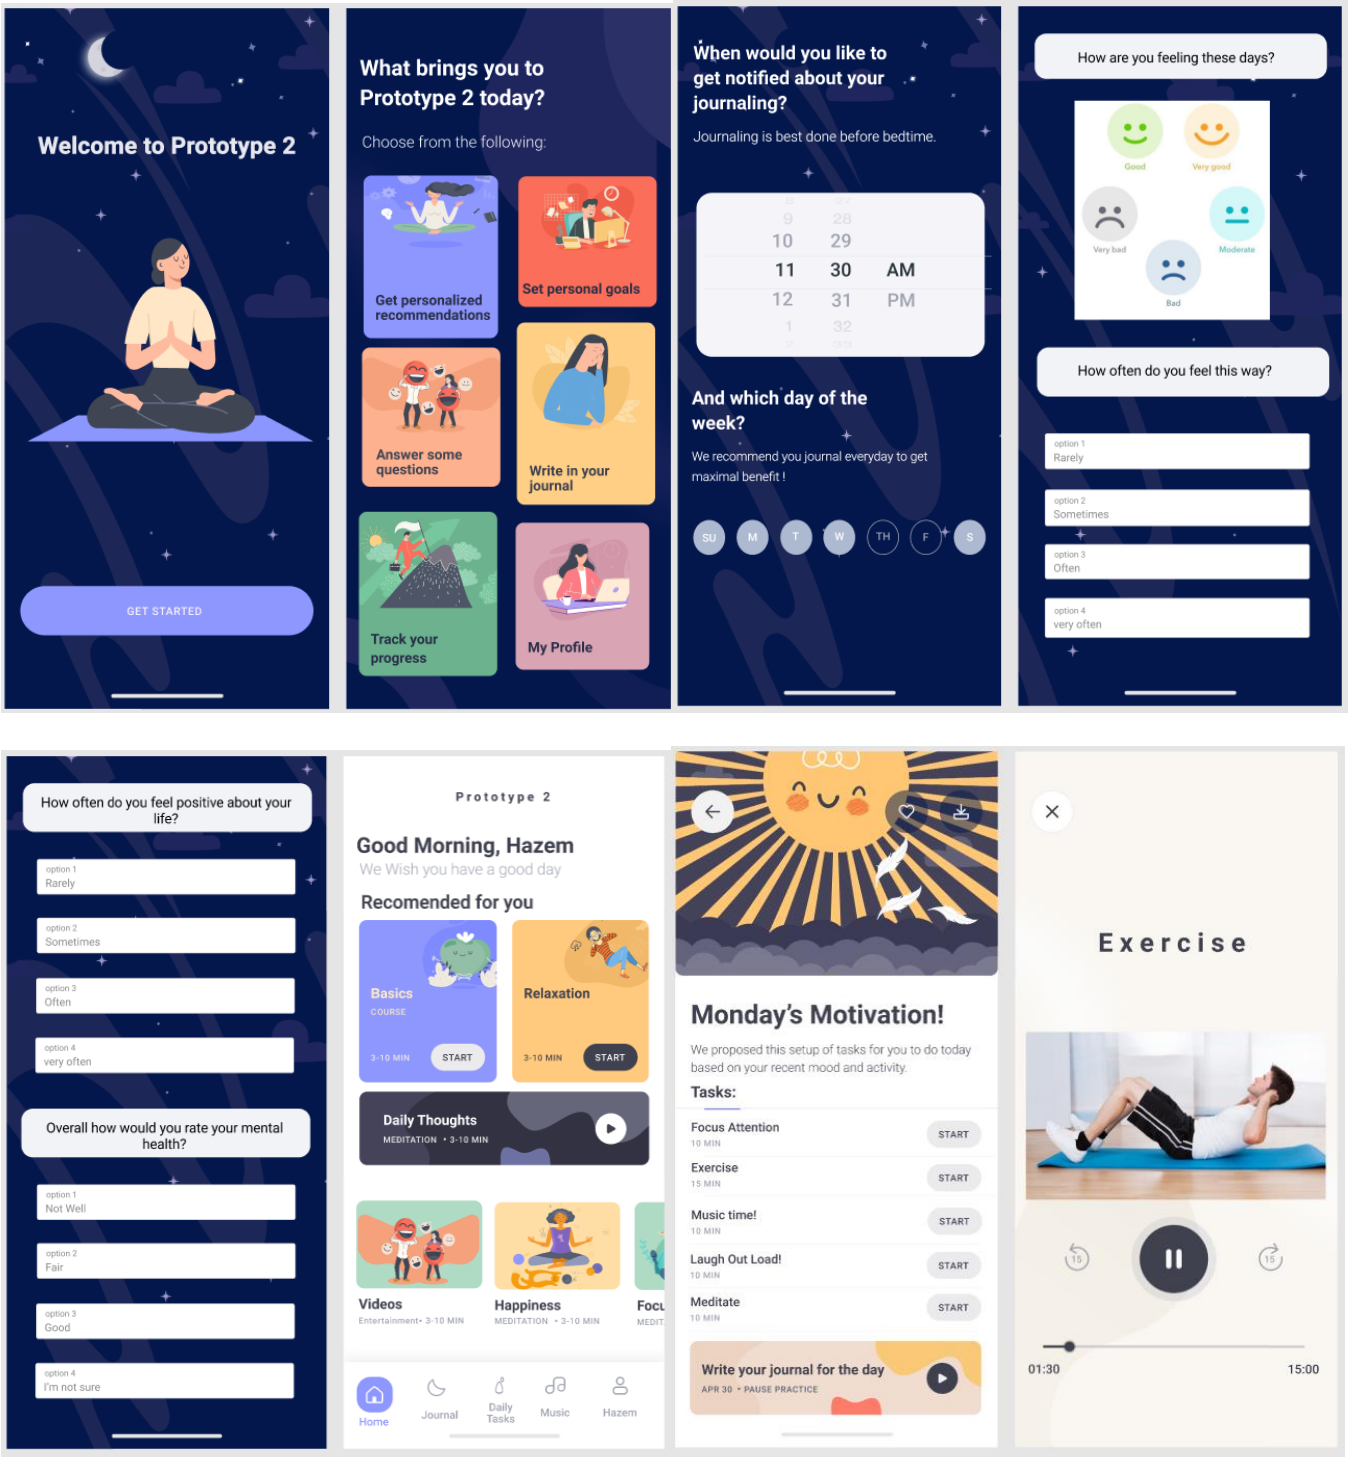 Welcome to Prototype 2
GET STARTED
What brings you to
Prototype 2 today?
Choose from the following:
Get personalized
recommendations
Set personal goals
Answer some
questions
Write in your
journal
Track your
progress
My Profile
When would you like to
get notified about your
journaling?
Journaling is best done before bedtime.
8 27
9 28
10 29
11 30 AM
12 31 PM
1 32
2 33
And which day of the
week?
We recommend you journal everyday to get
maximal benefit !
SU M T W TH F S
How are you feeling these days?
Good
Very good
Very bad
Moderate
Bad
How often do you feel this way?
option 1
Rarely
option 2
Sometimes
option 3
Often
option 4
very often
How often do you feel positive about your
life?
option 1
Rarely
option 2
Sometimes
option 3
Often
option 4
very often
Overall how would you rate your mental
health?
option 1
Not Well
option 2
Fair
option 3
Good
option 4
I'm not sure
Prototype 2
Good Morning, Hazem
We Wish you have a good day
Recomended for you
Basics
COURSE
3-10 MIN
START
Relaxation
3-10 MIN
START
Daily Thoughts
MEDITATION • 3-10 MIN
Videos
Entertainment• 3-10 MIN
Happiness
MEDITATION • 3-10 MIN
Focu
MEDIT
Home
Journal
Daily
Tasks
Music
Hazem
Monday's Motivation!
We proposed this setup of tasks for you to do today
based on your recent mood and activity.
Tasks:
Focus Attention
10 MIN
START
Exercise
15 MIN
START
Music time!
10 MIN
START
Laugh Out Load!
10 MIN
START
Meditate
10 MIN
START
Write your journal for the day
APR 30 • PAUSE PRACTICE
Exercise
15
15
01:30
15:00